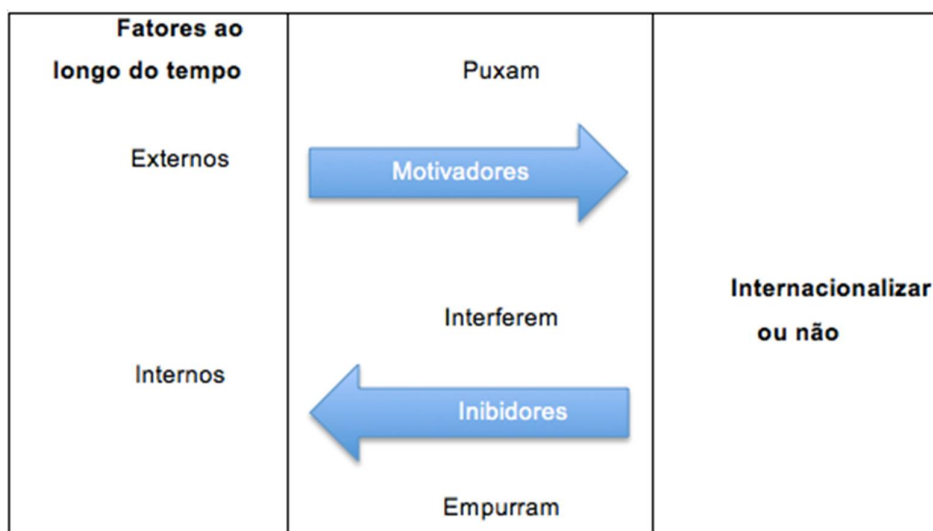 Fatores ao
longo do tempo
Externos
Internos
Puxam
Motivadores
Interferem
Inibidores
Empurram
Internacionalizar
ou não